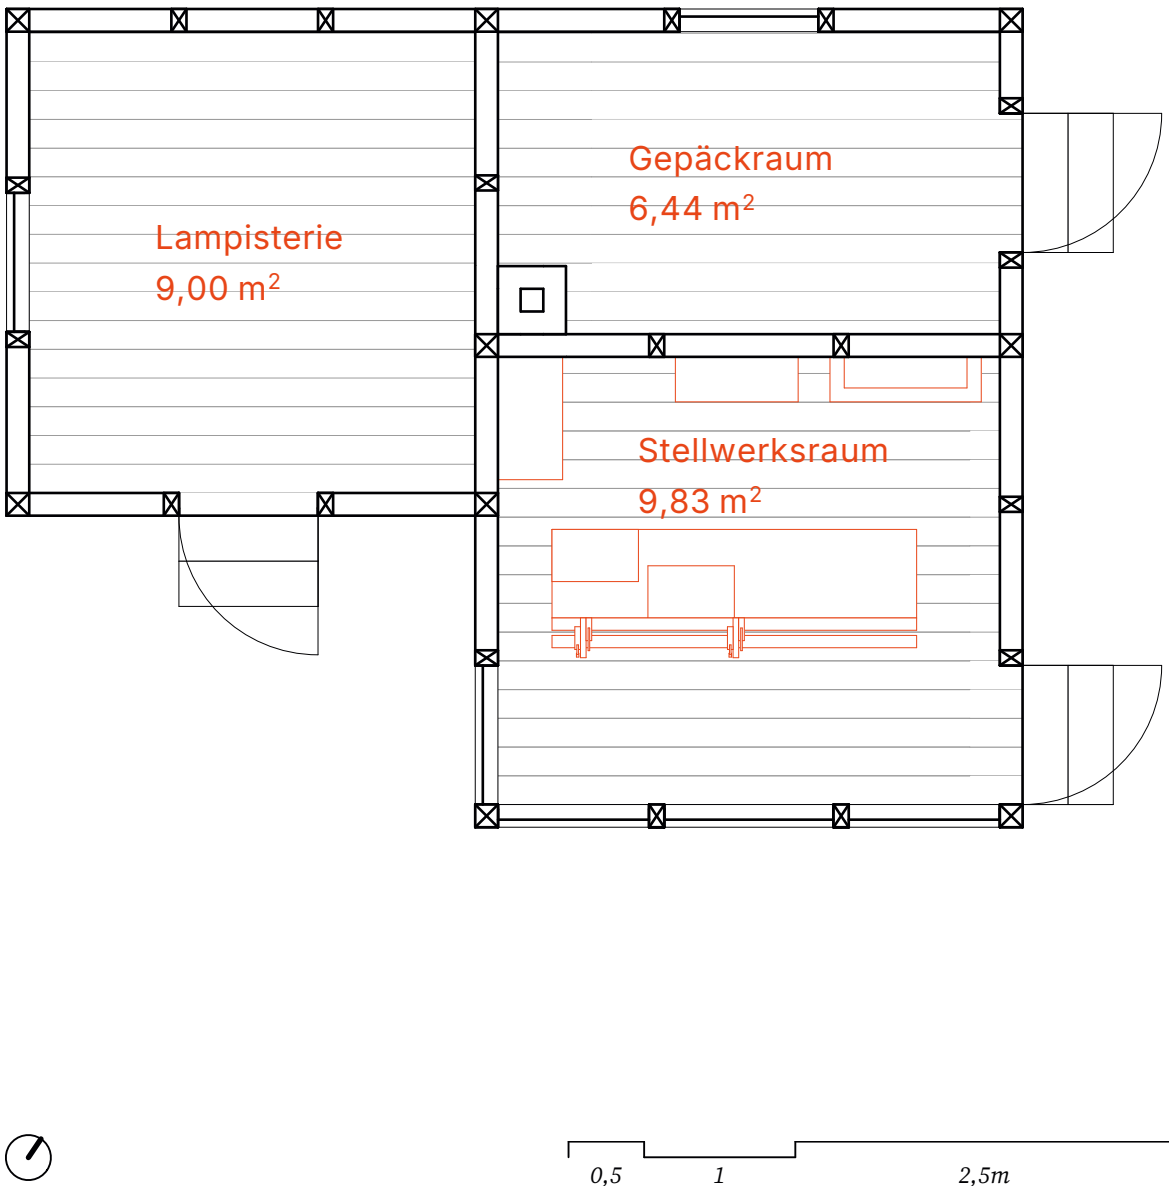 Gepäckraum
6,44 m²
Lampisterie
9,00 m²
Stellwerksraum
9,83 m²
0,5 1 2,5m